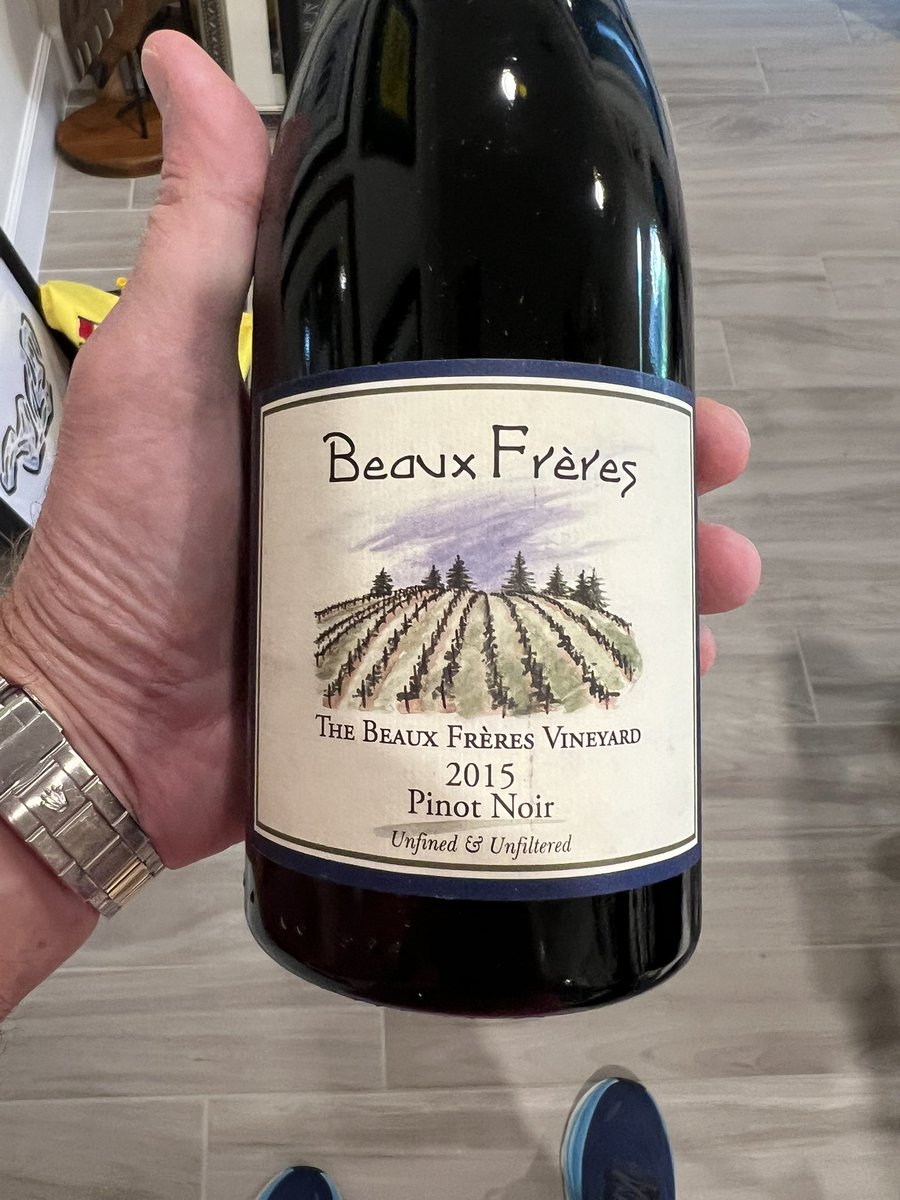 Beaux Frères
The Beaux Frères Vineyard
2015
Pinot Noir
Unfined & Unfiltered